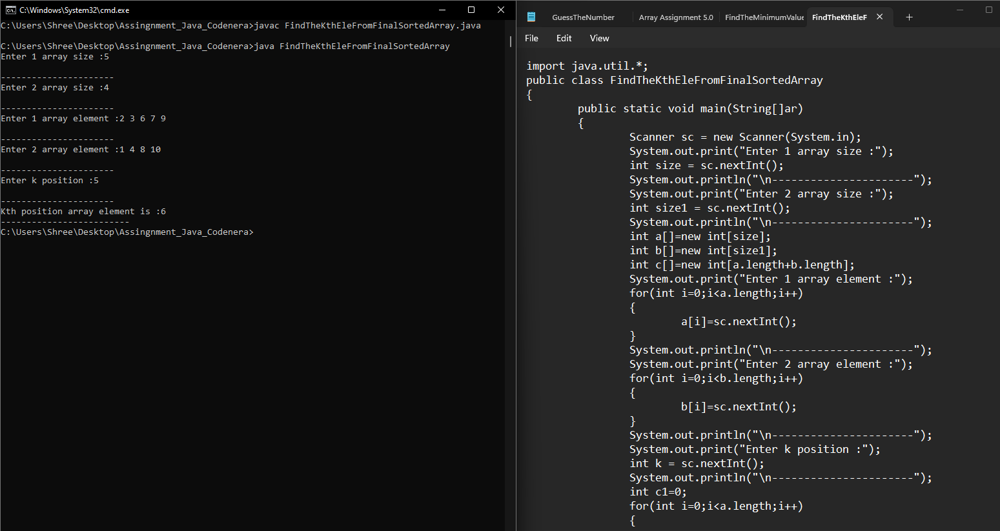 C:\Windows\System32\cmd.exe
C:\Users\Shree\Desktop\Assingnment_Java_Codenera>javac FindTheKthEleFromFinalSortedArray.java
C:\Users\Shree\Desktop\Assingnment_Java_Codenera>java FindTheKthEleFromFinalSortedArray
Enter 1 array size :5
----------------------
Enter 2 array size :4
----------------------
Enter 1 array element :2 3 6 7 9
----------------------
Enter 2 array element :1 4 8 10
----------------------
Enter k position :5
----------------------
Kth position array element is :6
-------------------------
C:\Users\Shree\Desktop\Assingnment_Java_Codenera>
GuessTheNumber
Array Assignment 5.0
FindTheMinimumValue
FindTheKthEleF
File Edit View
import java.util.*;
public class FindTheKthEleFromFinalSortedArray
{
public static void main(String[]ar)
{
Scanner sc = new Scanner(System.in);
System.out.print("Enter 1 array size :");
int size = sc.nextInt();
System.out.println("\n----------------------");
System.out.print("Enter 2 array size :");
int size1 = sc.nextInt();
System.out.println("\n----------------------");
int a[]=new int[size];
int b[]=new int[size1];
int c[]=new int[a.length+b.length];
System.out.print("Enter 1 array element :");
for(int i=0;i<a.length;i++)
{
a[i]=sc.nextInt();
}
System.out.println("\n----------------------");
System.out.print("Enter 2 array element :");
for(int i=0;i<b.length;i++)
{
b[i]=sc.nextInt();
}
System.out.println("\n----------------------");
System.out.print("Enter k position :");
int k = sc.nextInt();
System.out.println("\n----------------------");
int c1=0;
for(int i=0;i<a.length;i++)
{